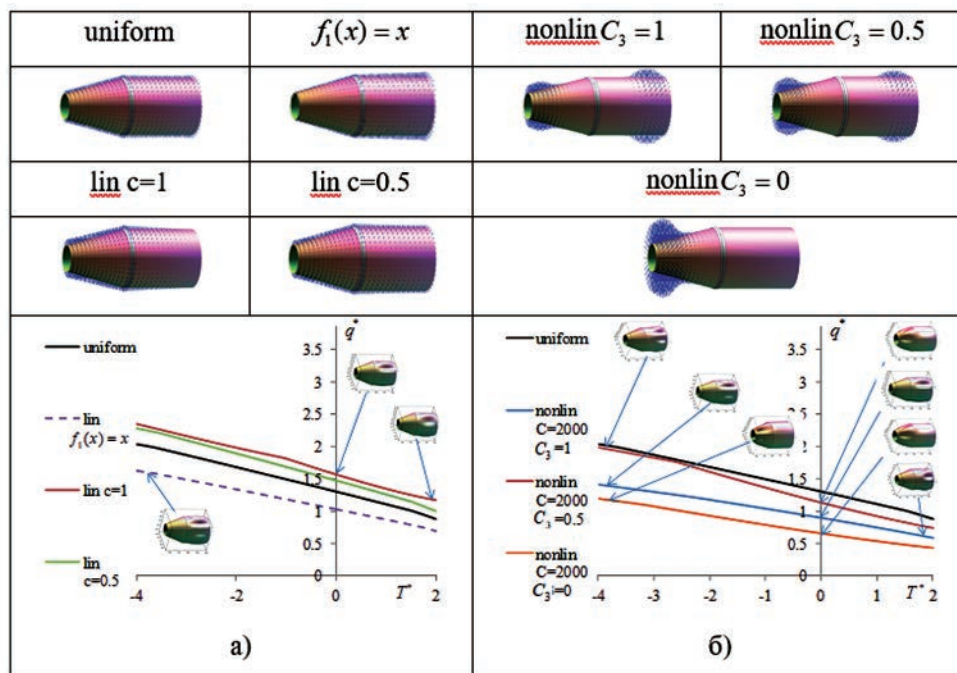 uniform
f₁(x) = x
nonlin C₃ = 1
nonlin C₃ = 0.5
lin c=1
lin c=0.5
nonlin C₃ = 0
q*
3.5
3
2.5
2
1.5
1
0.5
0
-4
-2
0
2
T*
uniform
lin
f₁(x) = x
lin c=1
lin
c=0.5
а)
q*
3.5
3
2.5
2
1.5
1
0.5
0
-4
-3
-2
-1
0
1
2
T*
uniform
nonlin
C=2000
C₃ =1
nonlin
C=2000
C₃ =0.5
nonlin
C=2000
C₃ =0
б)